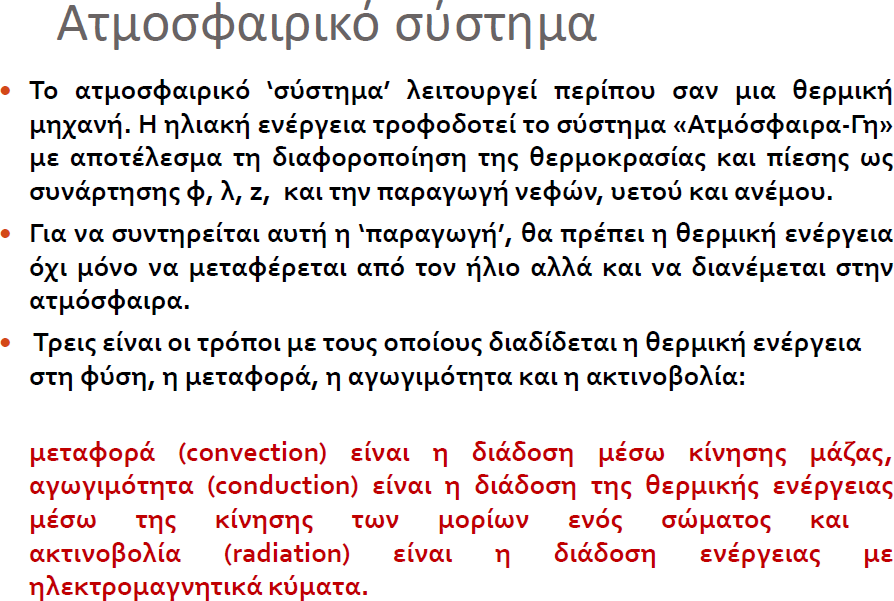 Ατμοσφαιρικό σύστημα
• Το ατμοσφαιρικό ‘σύστημα’ λειτουργεί περίπου σαν μια θερμική
μηχανή. Η ηλιακή ενέργεια τροφοδοτεί το σύστημα «Ατμόσφαιρα-Γη»
με αποτέλεσμα τη διαφοροποίηση της θερμοκρασίας και πίεσης ως
συνάρτησης φ, λ, z, και την παραγωγή νεφών, υετού και ανέμου.
• Για να συντηρείται αυτή η ‘παραγωγή’, θα πρέπει η θερμική ενέργεια
όχι μόνο να μεταφέρεται από τον ήλιο αλλά και να διανέμεται στην
ατμόσφαιρα.
• Τρεις είναι οι τρόποι με τους οποίους διαδίδεται η θερμική ενέργεια
στη φύση, η μεταφορά, η αγωγιμότητα και η ακτινοβολία:
μεταφορά (convection) είναι η διάδοση μέσω κίνησης μάζας,
αγωγιμότητα (conduction) είναι η διάδοση της θερμικής ενέργειας
μέσω της κίνησης των μορίων ενός σώματος και
ακτινοβολία (radiation) είναι η διάδοση ενέργειας με
ηλεκτρομαγνητικά κύματα.